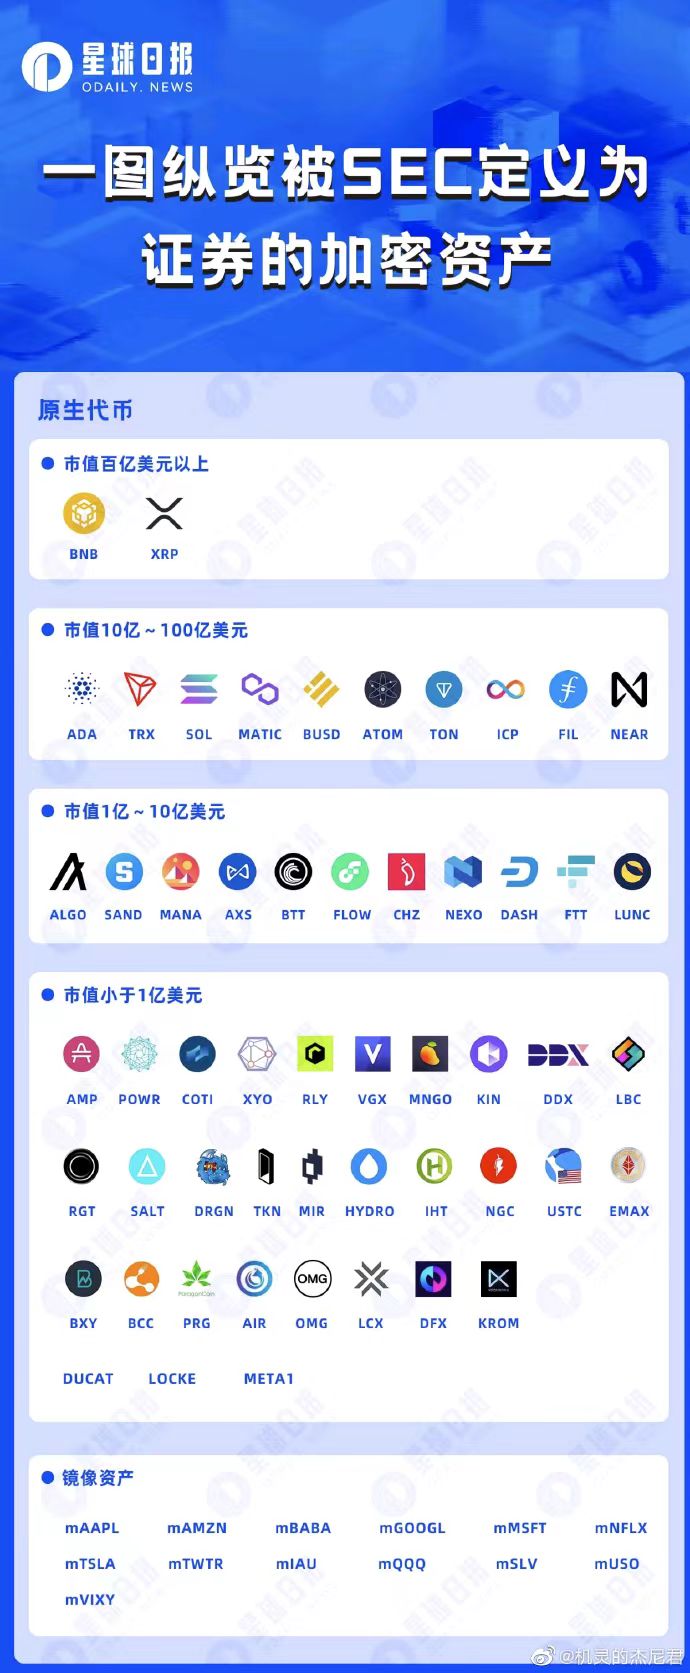 星球日报
ODAILY. NEWS
一图纵览被SEC定义为
证券的加密资产
原生代币
市值百亿美元以上
BNB XRP
市值10亿~100亿美元
ADA TRX SOL MATIC BUSD ATOM TON ICP FIL NEAR
市值1亿~10亿美元
ALGO SAND MANA AXS BTT FLOW CHZ NEXO DASH FTT LUNC
市值小于1亿美元
AMP POWR COTI XYO RLY VGX MNGO KIN DDX LBC
RGT SALT DRGN TKN MIR HYDRO IHT NGC USTC EMAX
ParagonCoin OMG
BXY BCC PRG AIR OMG LCX DFX KROM
DUCAT LOCKE META1
镜像资产
mAAPL mAMZN mBABA mGOOGL mMSFT mNFLX
mTSLA mTWTR mIAU mQQQ mSLV mUSO
mVIXY
@机灵的杰尼君